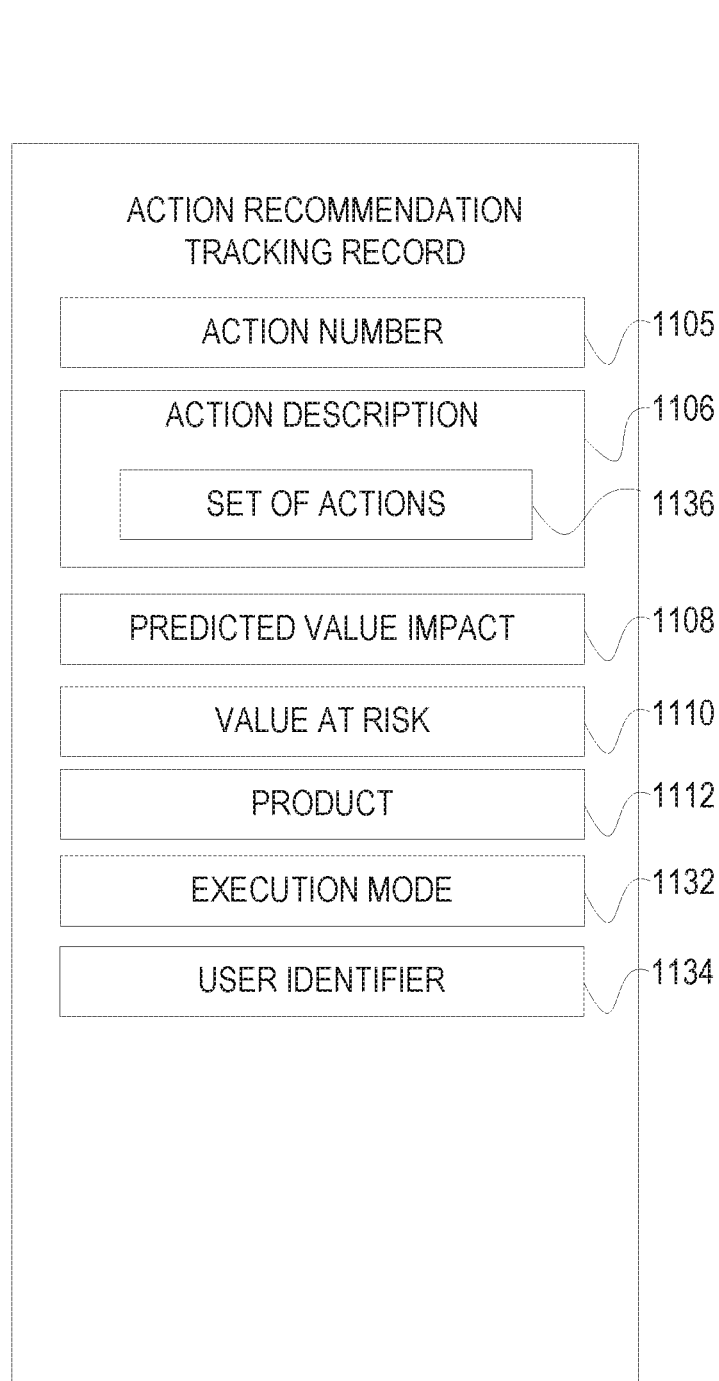 ACTION RECOMMENDATION
TRACKING RECORD
ACTION NUMBER
1105
ACTION DESCRIPTION
1106
SET OF ACTIONS
1136
PREDICTED VALUE IMPACT
1108
VALUE AT RISK
1110
PRODUCT
1112
EXECUTION MODE
1132
USER IDENTIFIER
1134